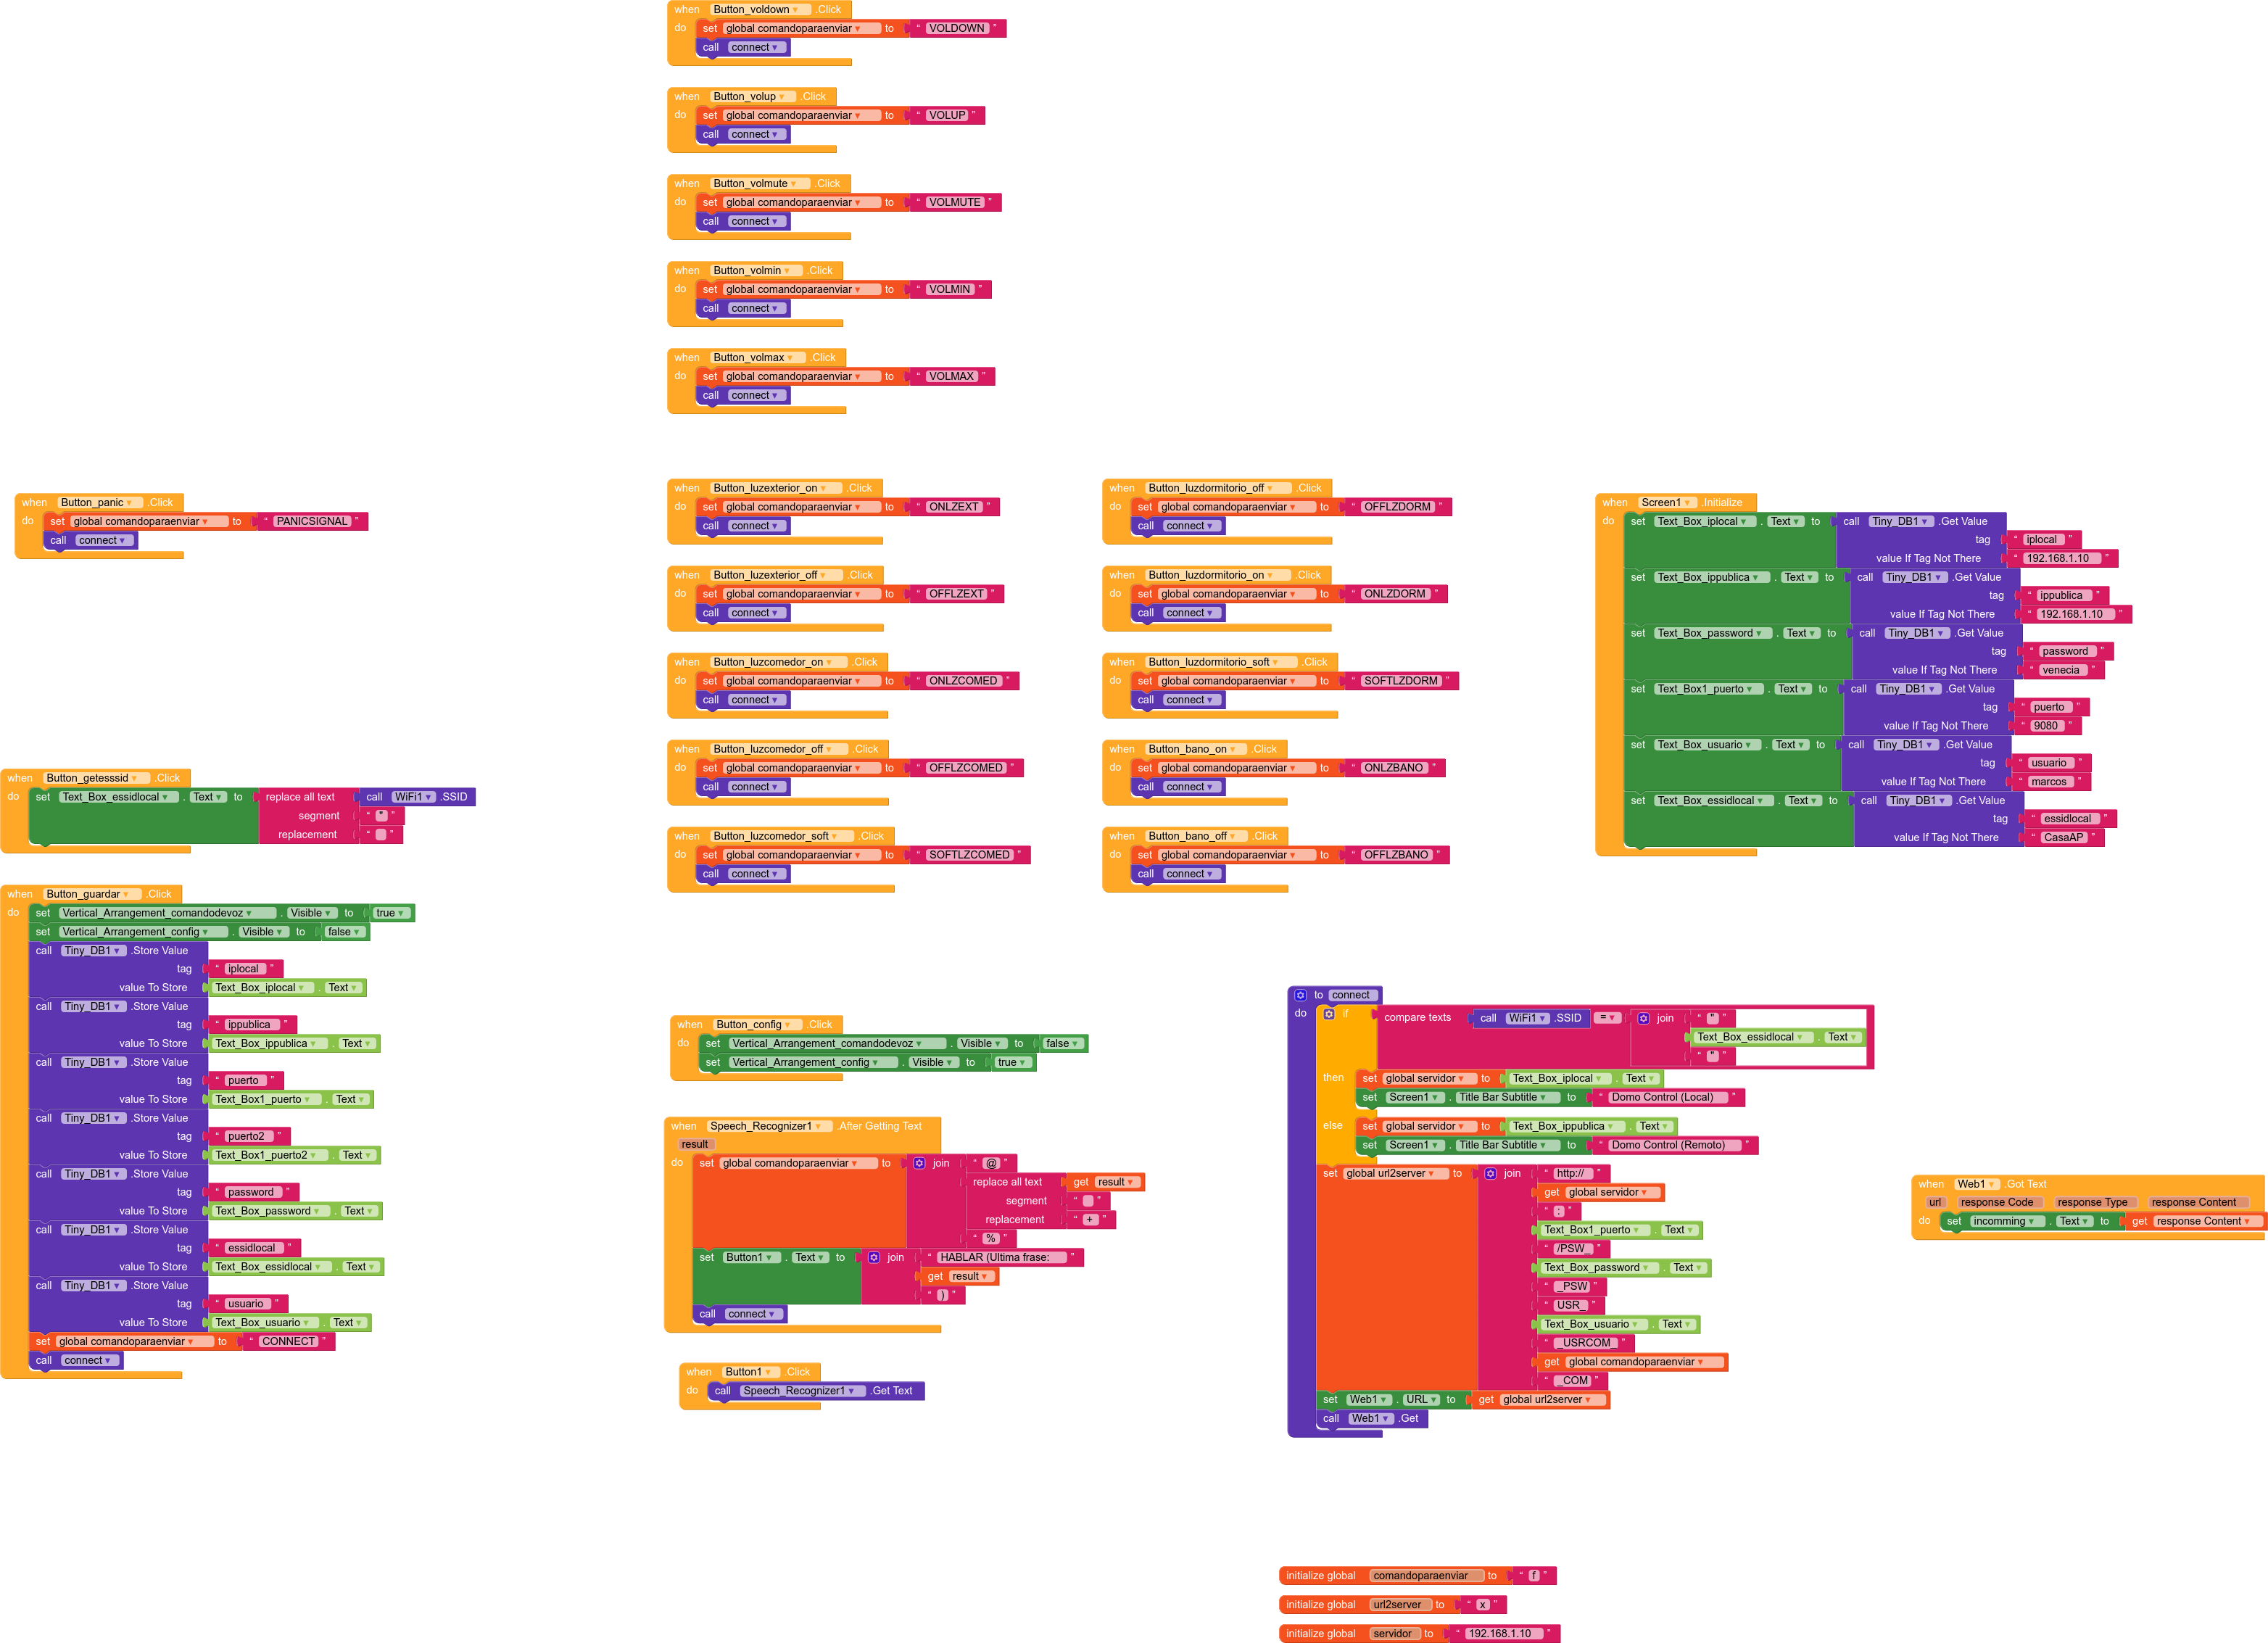 when Button_voldown .Click
do set global comandoparaenviar to “ VOLDOWN ”
call connect
when Button_volup .Click
do set global comandoparaenviar to “ VOLUP ”
call connect
when Button_volmute .Click
do set global comandoparaenviar to “ VOLMUTE ”
call connect
when Button_volmin .Click
do set global comandoparaenviar to “ VOLMIN ”
call connect
when Button_volmax .Click
do set global comandoparaenviar to “ VOLMAX ”
call connect
when Button_panic .Click
do set global comandoparaenviar to “ PANICSIGNAL ”
call connect
when Button_getesssid .Click
do set Text_Box_essidlocal . Text to replace all text call WiFi1 .SSID
segment “ " ”
replacement “ ”
when Button_guardar .Click
do set Vertical_Arrangement_comandodevoz . Visible to true
set Vertical_Arrangement_config . Visible to false
call Tiny_DB1 .Store Value
tag “ iplocal ”
value To Store Text_Box_iplocal . Text
call Tiny_DB1 .Store Value
tag “ ippublica ”
value To Store Text_Box_ippublica . Text
call Tiny_DB1 .Store Value
tag “ puerto ”
value To Store Text_Box1_puerto . Text
call Tiny_DB1 .Store Value
tag “ puerto2 ”
value To Store Text_Box1_puerto2 . Text
call Tiny_DB1 .Store Value
tag “ password ”
value To Store Text_Box_password . Text
call Tiny_DB1 .Store Value
tag “ essidlocal ”
value To Store Text_Box_essidlocal . Text
call Tiny_DB1 .Store Value
tag “ usuario ”
value To Store Text_Box_usuario . Text
set global comandoparaenviar to “ CONNECT ”
call connect
when Button_luzexterior_on .Click
do set global comandoparaenviar to “ ONLZEXT ”
call connect
when Button_luzexterior_off .Click
do set global comandoparaenviar to “ OFFLZEXT ”
call connect
when Button_luzcomedor_on .Click
do set global comandoparaenviar to “ ONLZCOMED ”
call connect
when Button_luzcomedor_off .Click
do set global comandoparaenviar to “ OFFLZCOMED ”
call connect
when Button_luzcomedor_soft .Click
do set global comandoparaenviar to “ SOFTLZCOMED ”
call connect
when Button_luzdormitorio_off .Click
do set global comandoparaenviar to “ OFFLZDORM ”
call connect
when Button_luzdormitorio_on .Click
do set global comandoparaenviar to “ ONLZDORM ”
call connect
when Button_luzdormitorio_soft .Click
do set global comandoparaenviar to “ SOFTLZDORM ”
call connect
when Button_bano_on .Click
do set global comandoparaenviar to “ ONLZBANO ”
call connect
when Button_bano_off .Click
do set global comandoparaenviar to “ OFFLZBANO ”
call connect
when Screen1 .Initialize
do set Text_Box_iplocal . Text to call Tiny_DB1 .Get Value
tag “ iplocal ”
value If Tag Not There “ 192.168.1.10 ”
set Text_Box_ippublica . Text to call Tiny_DB1 .Get Value
tag “ ippublica ”
value If Tag Not There “ 192.168.1.10 ”
set Text_Box_password . Text to call Tiny_DB1 .Get Value
tag “ password ”
value If Tag Not There “ venecia ”
set Text_Box1_puerto . Text to call Tiny_DB1 .Get Value
tag “ puerto ”
value If Tag Not There “ 9080 ”
set Text_Box_usuario . Text to call Tiny_DB1 .Get Value
tag “ usuario ”
value If Tag Not There “ marcos ”
set Text_Box_essidlocal . Text to call Tiny_DB1 .Get Value
tag “ essidlocal ”
value If Tag Not There “ CasaAP ”
when Button_config .Click
do set Vertical_Arrangement_comandodevoz . Visible to false
set Vertical_Arrangement_config . Visible to true
when Speech_Recognizer1 .After Getting Text
result
do set global comandoparaenviar to join “ @ ”
replace all text get result
segment “ ”
replacement “ + ”
“ % ”
set Button1 . Text to join “ HABLAR (Ultima frase: ”
get result
“ ) ”
call connect
when Button1 .Click
do call Speech_Recognizer1 .Get Text
to connect
do if compare texts call WiFi1 .SSID = join “ " ”
Text_Box_essidlocal . Text
“ " ”
then set global servidor to Text_Box_iplocal . Text
set Screen1 . Title Bar Subtitle to “ Domo Control (Local) ”
else set global servidor to Text_Box_ippublica . Text
set Screen1 . Title Bar Subtitle to “ Domo Control (Remoto) ”
set global url2server to join “ http:// ”
get global servidor
“ : ”
Text_Box1_puerto . Text
“ /PSW_ ”
Text_Box_password . Text
“ _PSW ”
“ USR_ ”
Text_Box_usuario . Text
“ _USRCOM_ ”
get global comandoparaenviar
“ _COM ”
set Web1 . URL to get global url2server
call Web1 .Get
when Web1 .Got Text
url response Code response Type response Content
do set incomming . Text to get response Content
initialize global comandoparaenviar to “ f ”
initialize global url2server to “ x ”
initialize global servidor to “ 192.168.1.10 ”